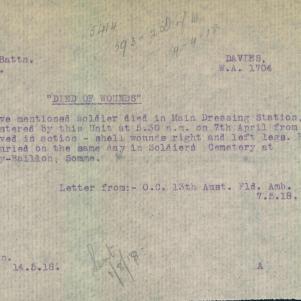 5414
Battn.
DAVIES,
W.A. 1704
"DIED OF WOUNDS"
ve mentioned soldier died in Main Dressing Station,
stered by this Unit at 5.30 a.m. on 7th April from
ved in action - shell wounds right and left legs.
uried on the same day in Soldiers Cemetery at
y-Baildon, Somme.
Letter from:- O.C. 13th Aust. Fld. Amb.
7.5.18.
n.
14.5.18.
A